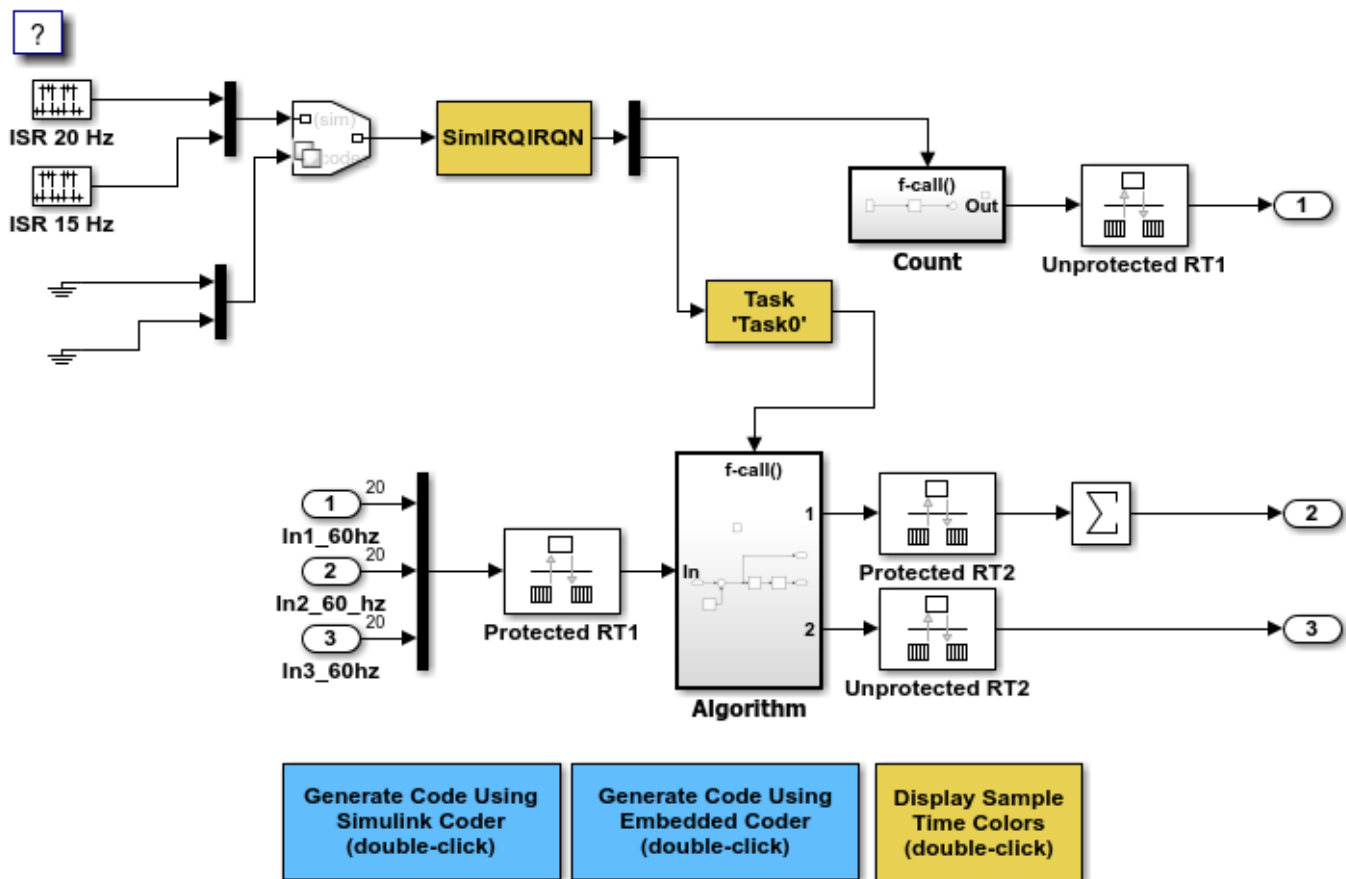 ?
ISR 20 Hz
ISR 15 Hz
(sim)
code
SimIRQIRQN
f-call()
Out
Count
Unprotected RT1
1
Task
'Task0'
20
1
In1_60hz
20
2
In2_60_hz
20
3
In3_60hz
Protected RT1
f-call()
In
1
2
Algorithm
Protected RT2
Σ
2
Unprotected RT2
3
Generate Code Using
Simulink Coder
(double-click)
Generate Code Using
Embedded Coder
(double-click)
Display Sample
Time Colors
(double-click)